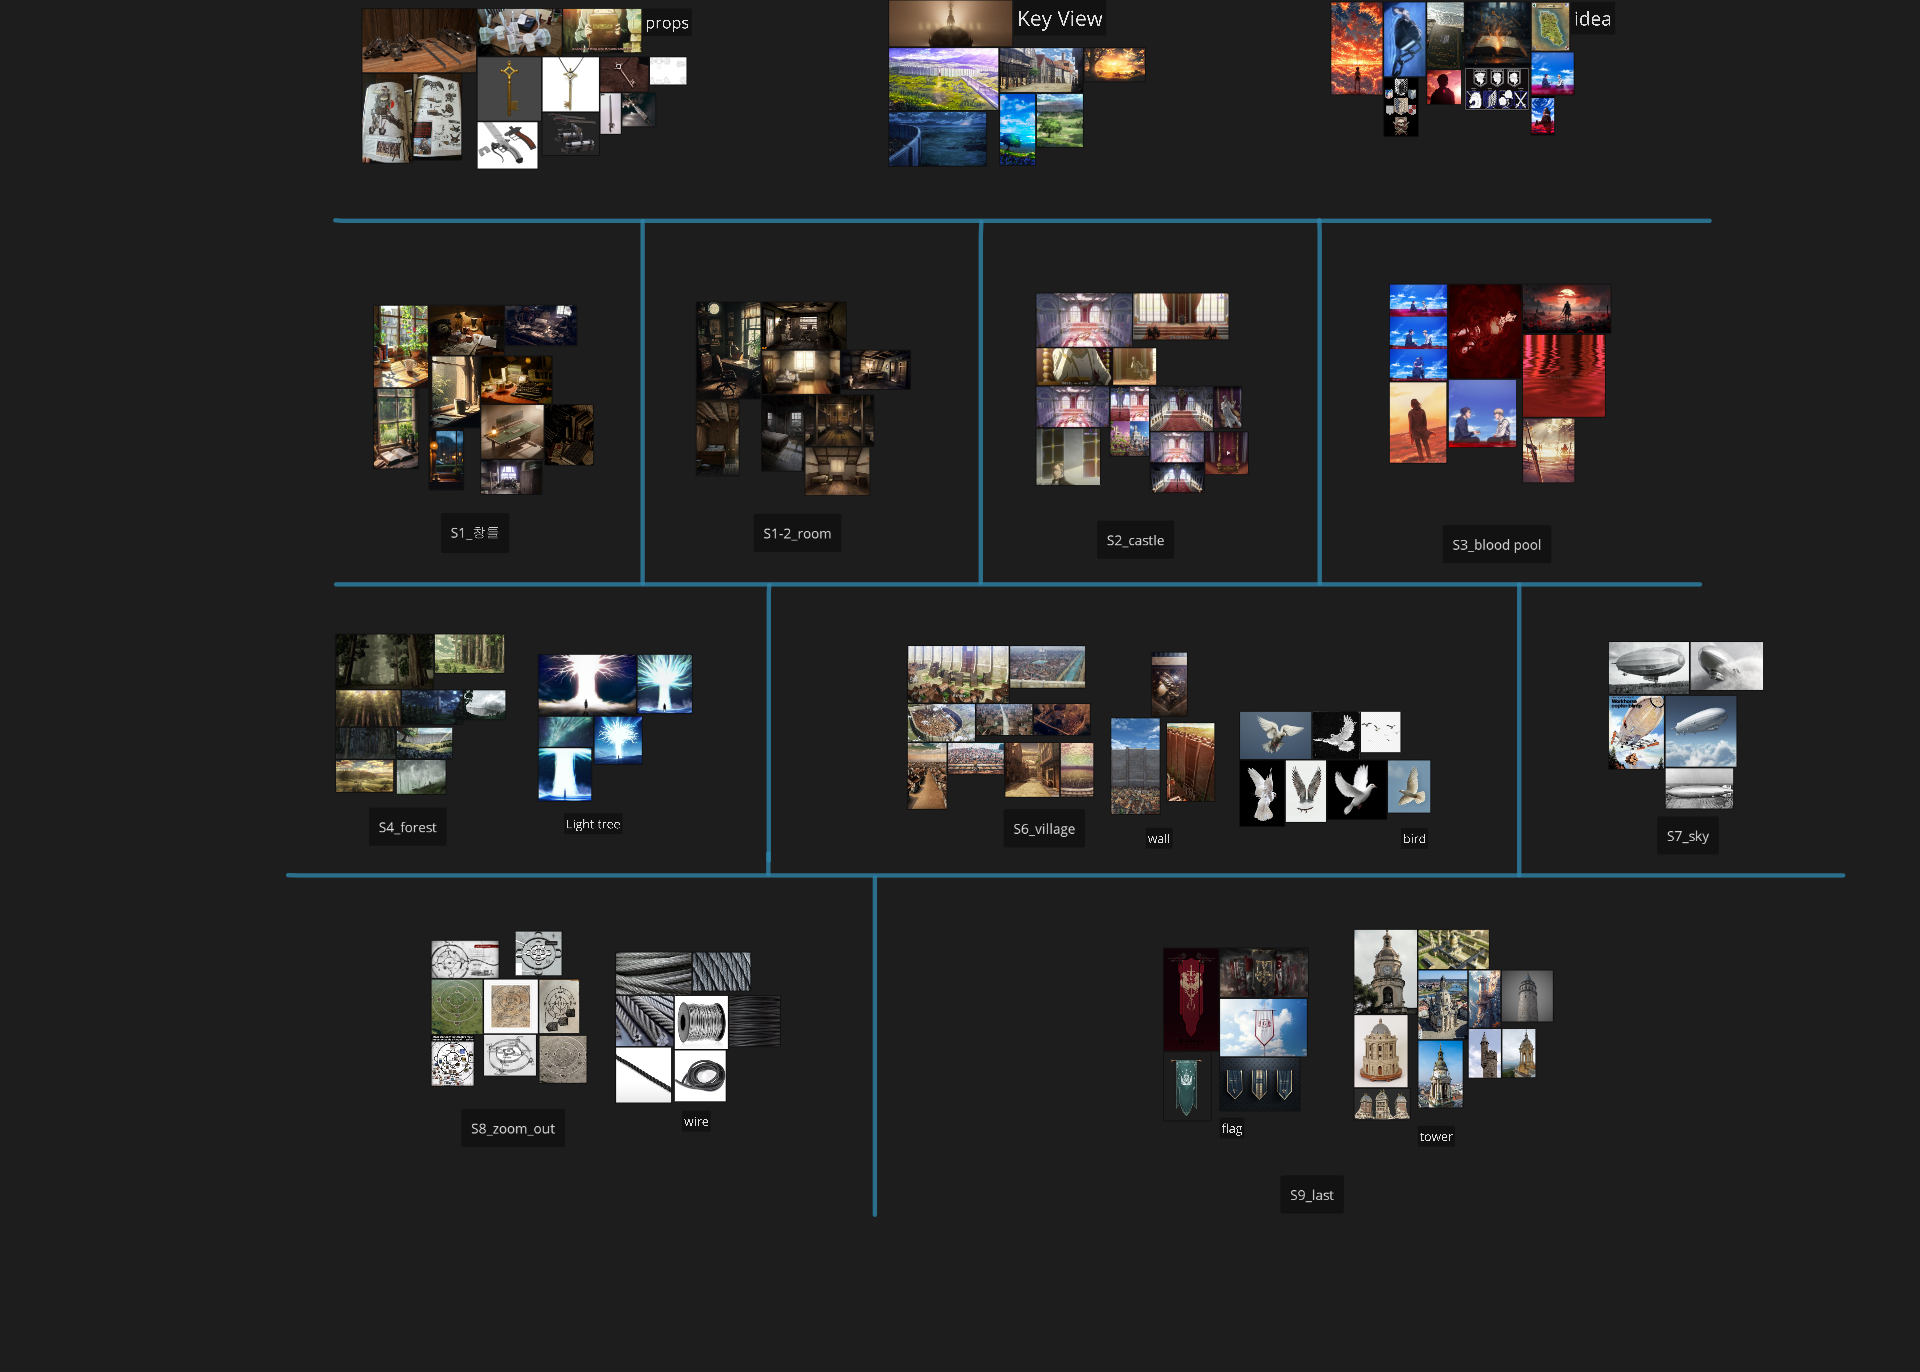 props
Key View
idea
S1_창틀
S1-2_room
S2_castle
S3_blood pool
S4_forest
Light tree
S6_village
wall
bird
S7_sky
S8_zoom_out
wire
flag
tower
S9_last